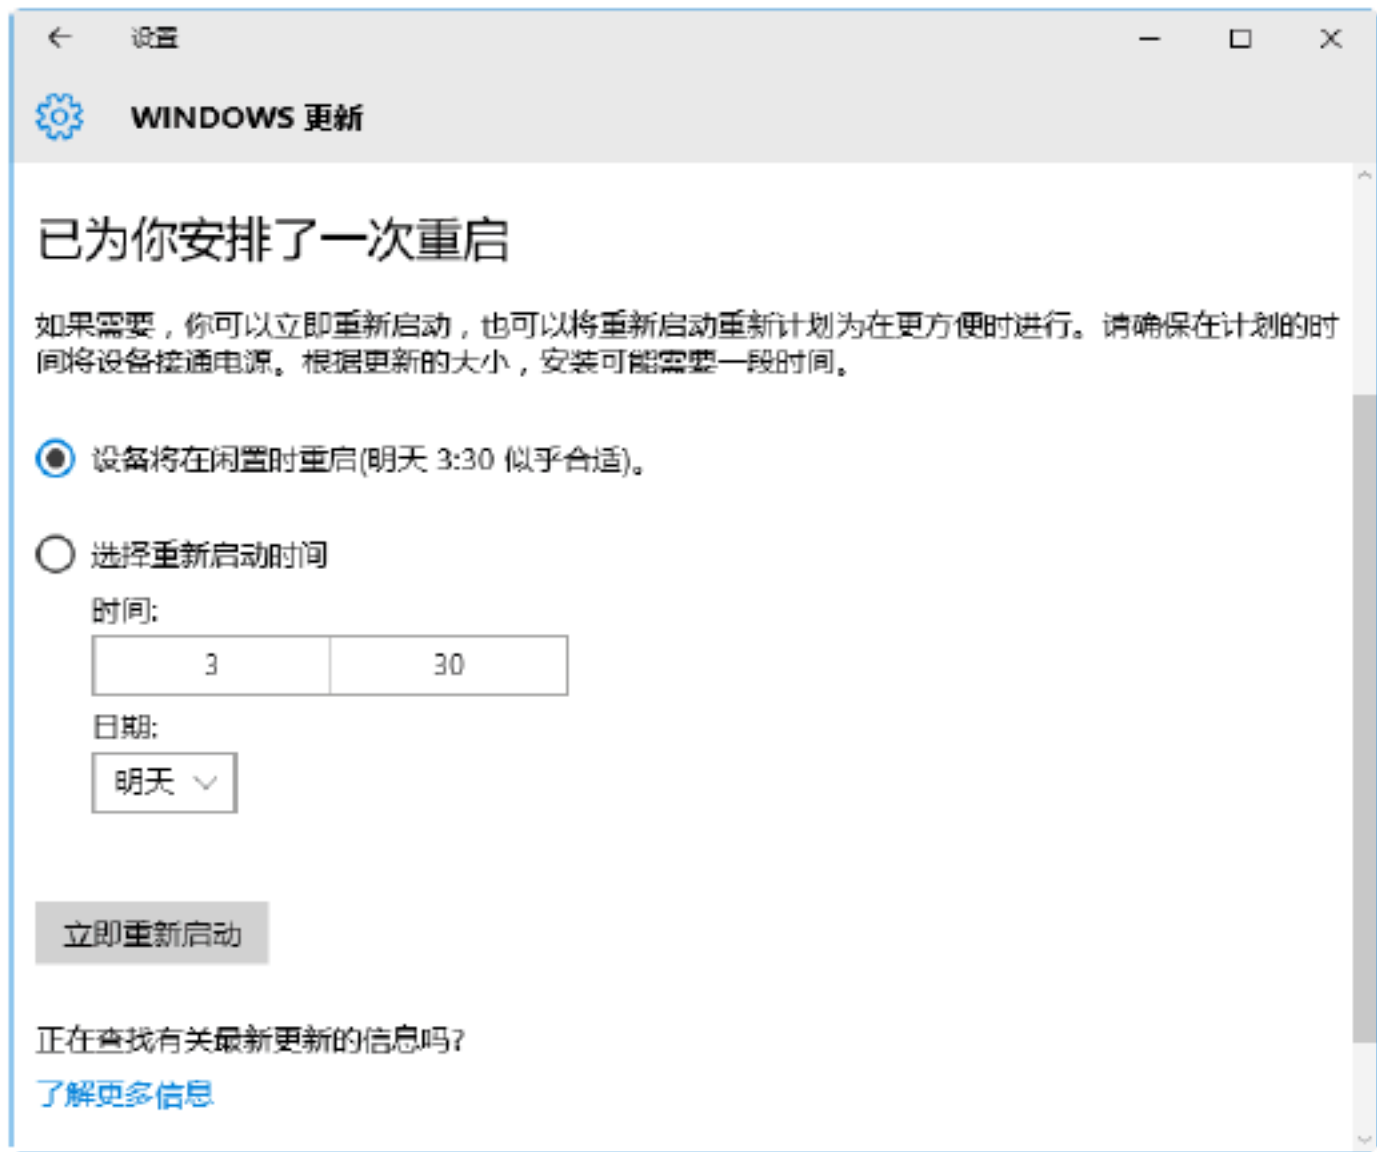 设置
WINDOWS 更新
已为你安排了一次重启
如果需要，你可以立即重新启动，也可以将重新启动重新计划为在更方便时进行。请确保在计划的时
间将设备接通电源。根据更新的大小，安装可能需要一段时间。
设备将在闲置时重启(明天 3:30 似乎合适)。
选择重新启动时间
时间:
3 30
日期:
明天
立即重新启动
正在查找有关最新更新的信息吗?
了解更多信息